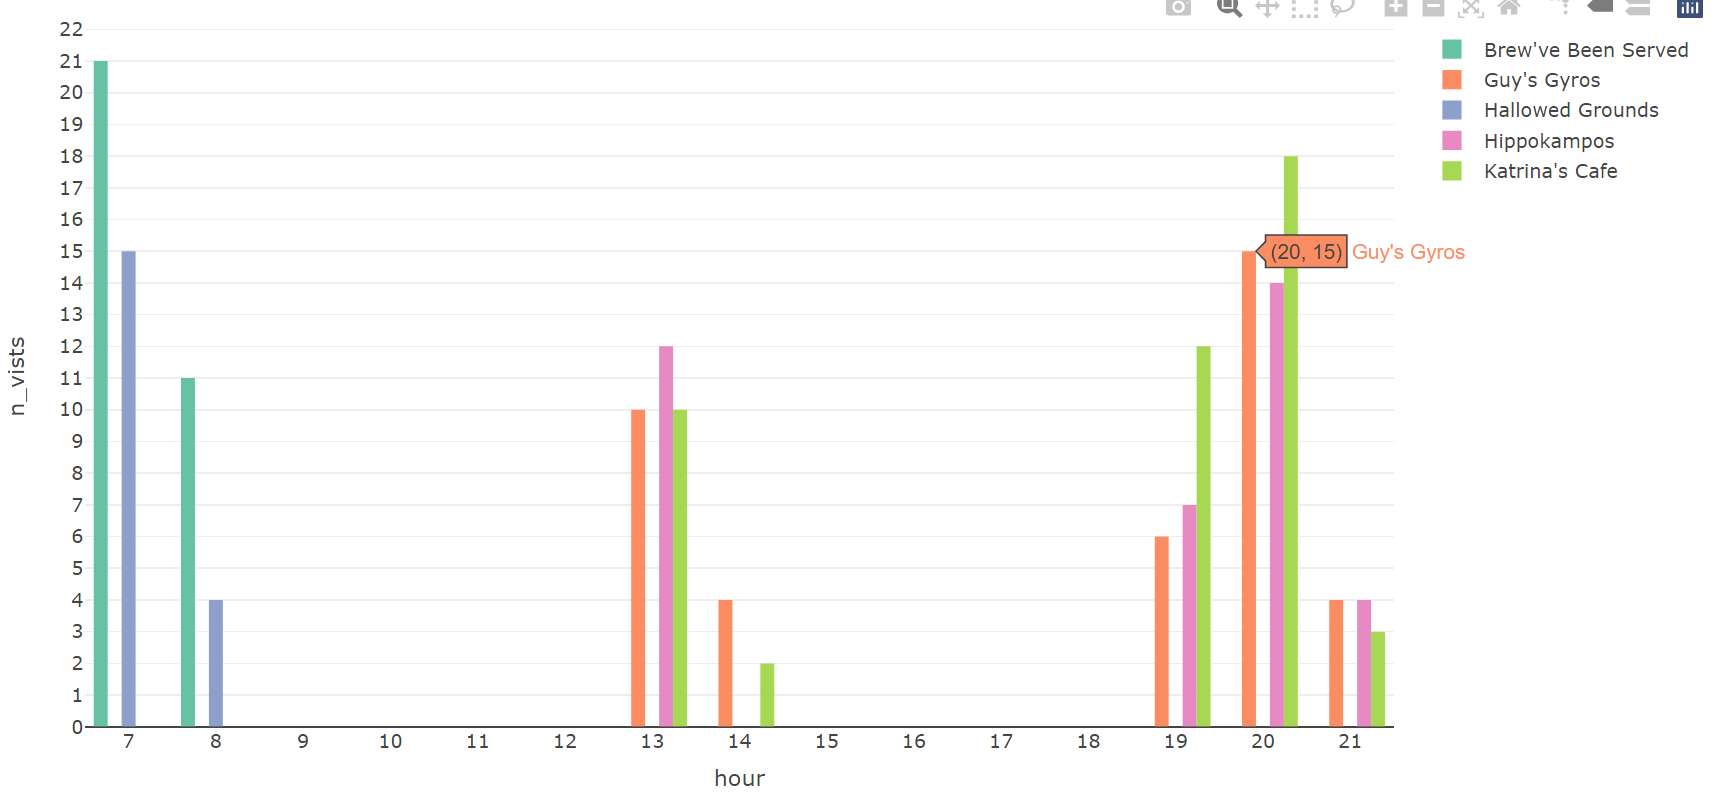 22
21
20
19
18
17
16
15
14
13
12
11
10
9
8
7
6
5
4
3
2
1
0
n_vists
7 8 9 10 11 12 13 14 15 16 17 18 19 20 21
hour
(20, 15) Guy's Gyros
Brew've Been Served
Guy's Gyros
Hallowed Grounds
Hippokampos
Katrina's Cafe